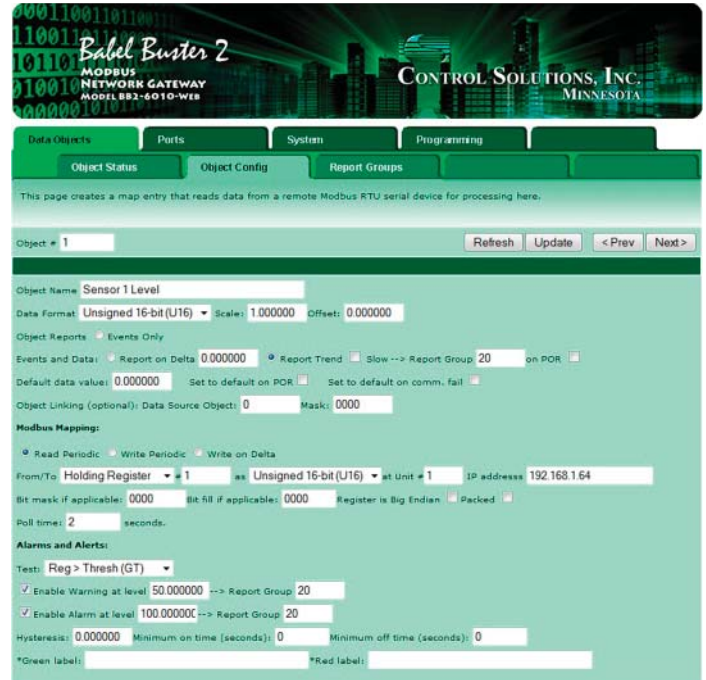 Babel Buster 2
MODBUS
NETWORK GATEWAY
MODEL BB2-6010-WEB
CONTROL SOLUTIONS, INC.
MINNESOTA
Data Objects Ports System Programming
Object Status Object Config Report Groups
This page creates a map entry that reads data from a remote Modbus RTU serial device for processing here.
Object # 1 Refresh Update < Prev Next >
Object Name Sensor 1 Level
Data Format Unsigned 16-bit (U16) Scale: 1.000000 Offset: 0.000000
Object Reports Events Only
Events and Data: Report on Delta 0.000000 Report Trend Slow --> Report Group 20 on POR
Default data value: 0.000000 Set to default on POR Set to default on comm. fail
Object Linking (optional): Data Source Object: 0 Mask: 0000
Modbus Mapping:
Read Periodic Write Periodic Write on Delta
From/To Holding Register # 1 as Unsigned 16-bit (U16) at Unit # 1 IP addresss 192.168.1.64
Bit mask if applicable: 0000 Bit fill if applicable: 0000 Register is Big Endian Packed
Poll time: 2 seconds.
Alarms and Alerts:
Test: Reg > Thresh (GT)
Enable Warning at level 50.000000 --> Report Group 20
Enable Alarm at level 100.000000 --> Report Group 20
Hysteresis: 0.000000 Minimum on time (seconds): 0 Minimum off time (seconds): 0
*Green label: *Red label: